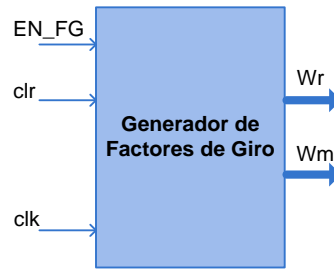 EN_FG
clr
Wr
Generador de
Factores de Giro
Wm
clk